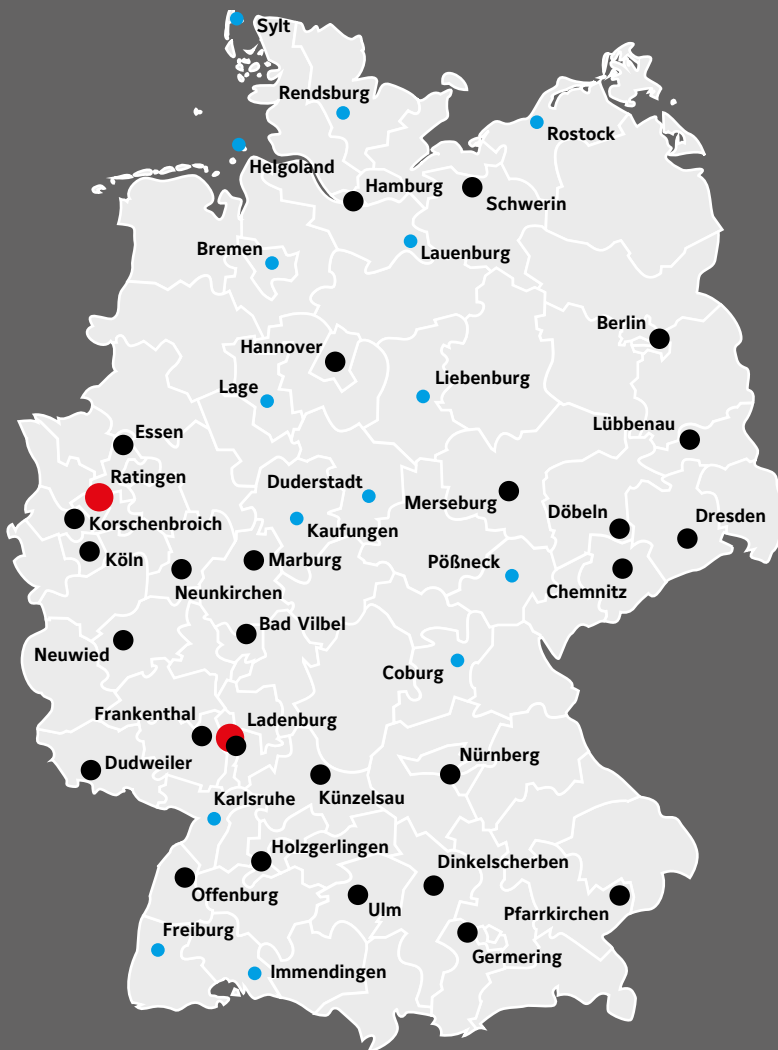 Sylt
Rendsburg
Rostock
Helgoland
Hamburg
Schwerin
Bremen
Lauenburg
Berlin
Hannover
Lage
Liebenburg
Essen
Lübbenau
Ratingen
Duderstadt
Merseburg
Döbeln
Dresden
Korschenbroich
Kaufungen
Köln
Marburg
Pößneck
Neunkirchen
Chemnitz
Bad Vilbel
Neuwied
Coburg
Frankenthal
Ladenburg
Nürnberg
Dudweiler
Karlsruhe
Künzelsau
Holzgerlingen
Dinkelscherben
Offenburg
Ulm
Pfarrkirchen
Freiburg
Germering
Immendingen